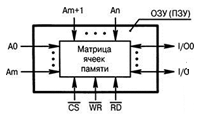 Am+1 An ОЗУ (ПЗУ)
A0 Матрица I/O0
ячеек
Am памяти I/O
CS WR RD